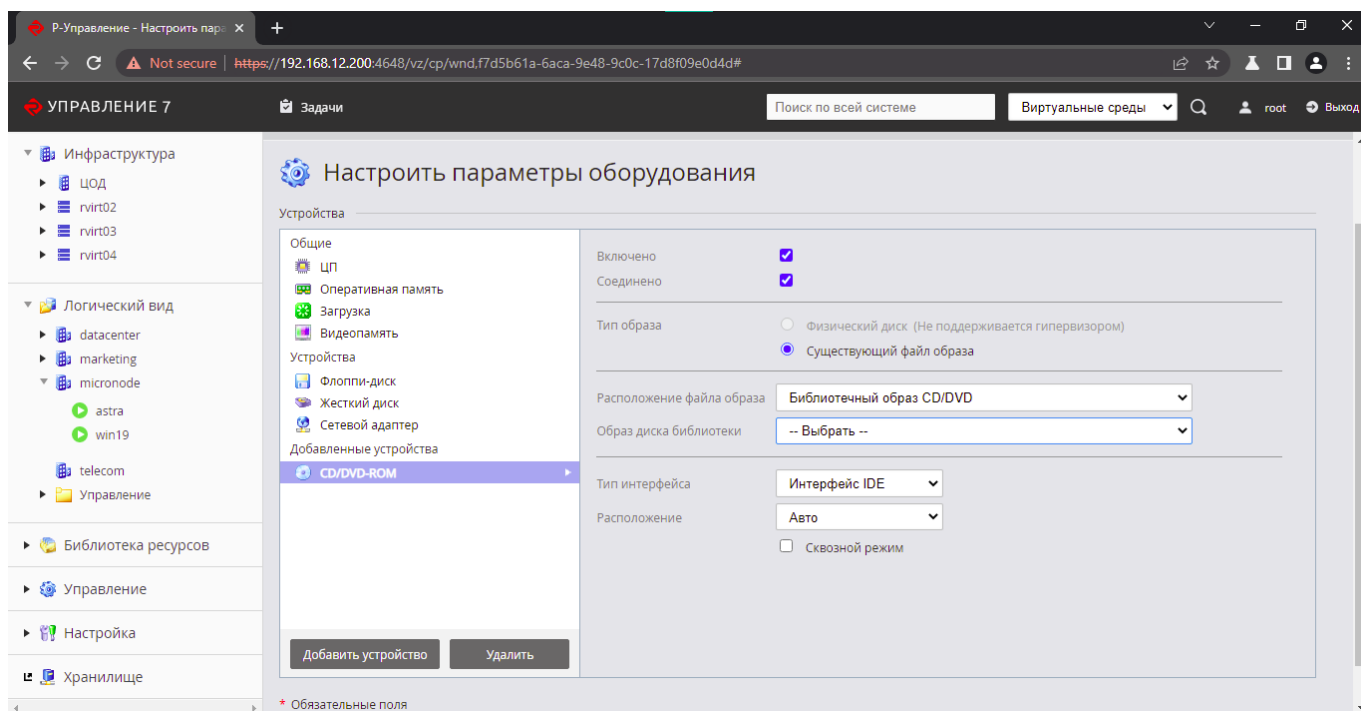 Р-Управление - Настроить пара
Not secure | https://192.168.12.200:4648/vz/cp/wnd.f7d5b61a-6aca-9e48-9c0c-17d8f09e0d4d#
УПРАВЛЕНИЕ 7
Задачи
Поиск по всей системе
Виртуальные среды
root
Выход
Инфраструктура
ЦОД
rvirt02
rvirt03
rvirt04
Логический вид
datacenter
marketing
micronode
astra
win19
telecom
Управление
Библиотека ресурсов
Управление
Настройка
Хранилище
Настроить параметры оборудования
Устройства
Общие
ЦП
Оперативная память
Загрузка
Видеопамять
Устройства
Флоппи-диск
Жесткий диск
Сетевой адаптер
Добавленные устройства
CD/DVD-ROM
Добавить устройство
Удалить
Включено
Соединено
Тип образа
Физический диск (Не поддерживается гипервизором)
Существующий файл образа
Расположение файла образа
Библиотечный образ CD/DVD
Образ диска библиотеки
-- Выбрать --
Тип интерфейса
Интерфейс IDE
Расположение
Авто
Сквозной режим
* Обязательные поля